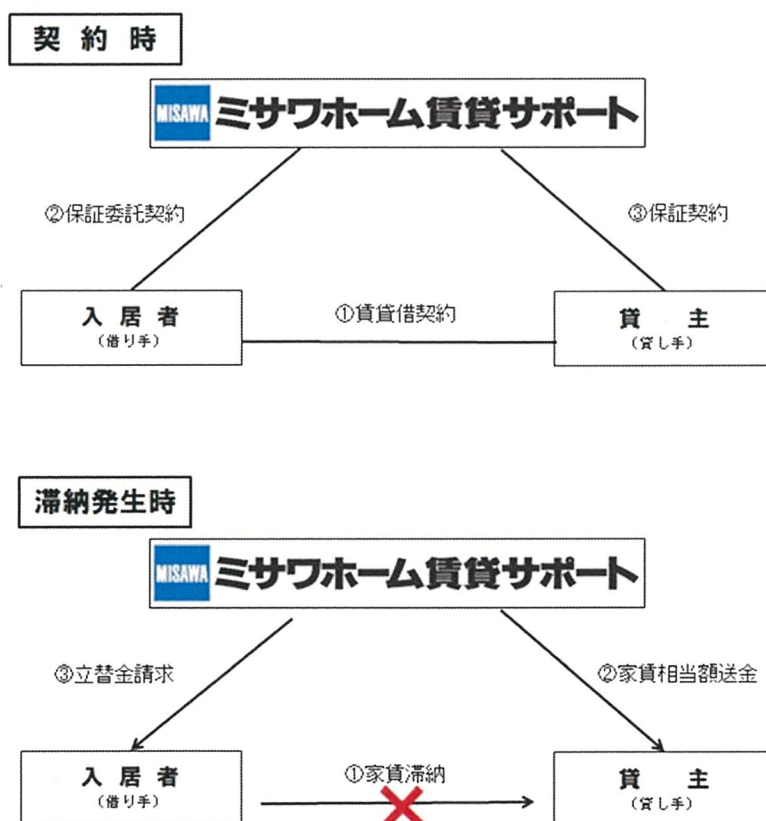 契約時
MISAWA ミサワホーム賃貸サポート
②保証委託契約
③保証契約
入居者
(借り手)
①賃貸借契約
貸主
(貸し手)
滞納発生時
MISAWA ミサワホーム賃貸サポート
③立替金請求
②家賃相当額送金
入居者
(借り手)
①家賃滞納
貸主
(貸し手)